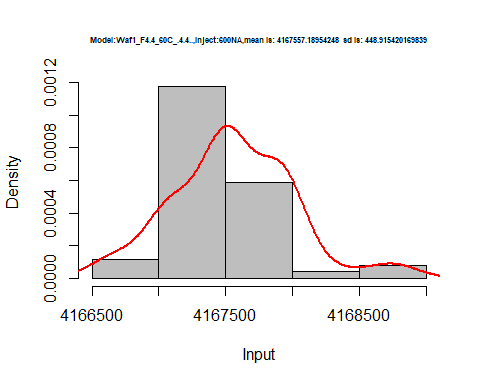 Model:Waf1_F4.4_60C_.4.4..,Inject:600NA,mean is: 4167557.18954248 sd is: 448.915420169839
0.0012
0.0008
0.0004
0.0000
Density
4166500 4167500 4168500
Input